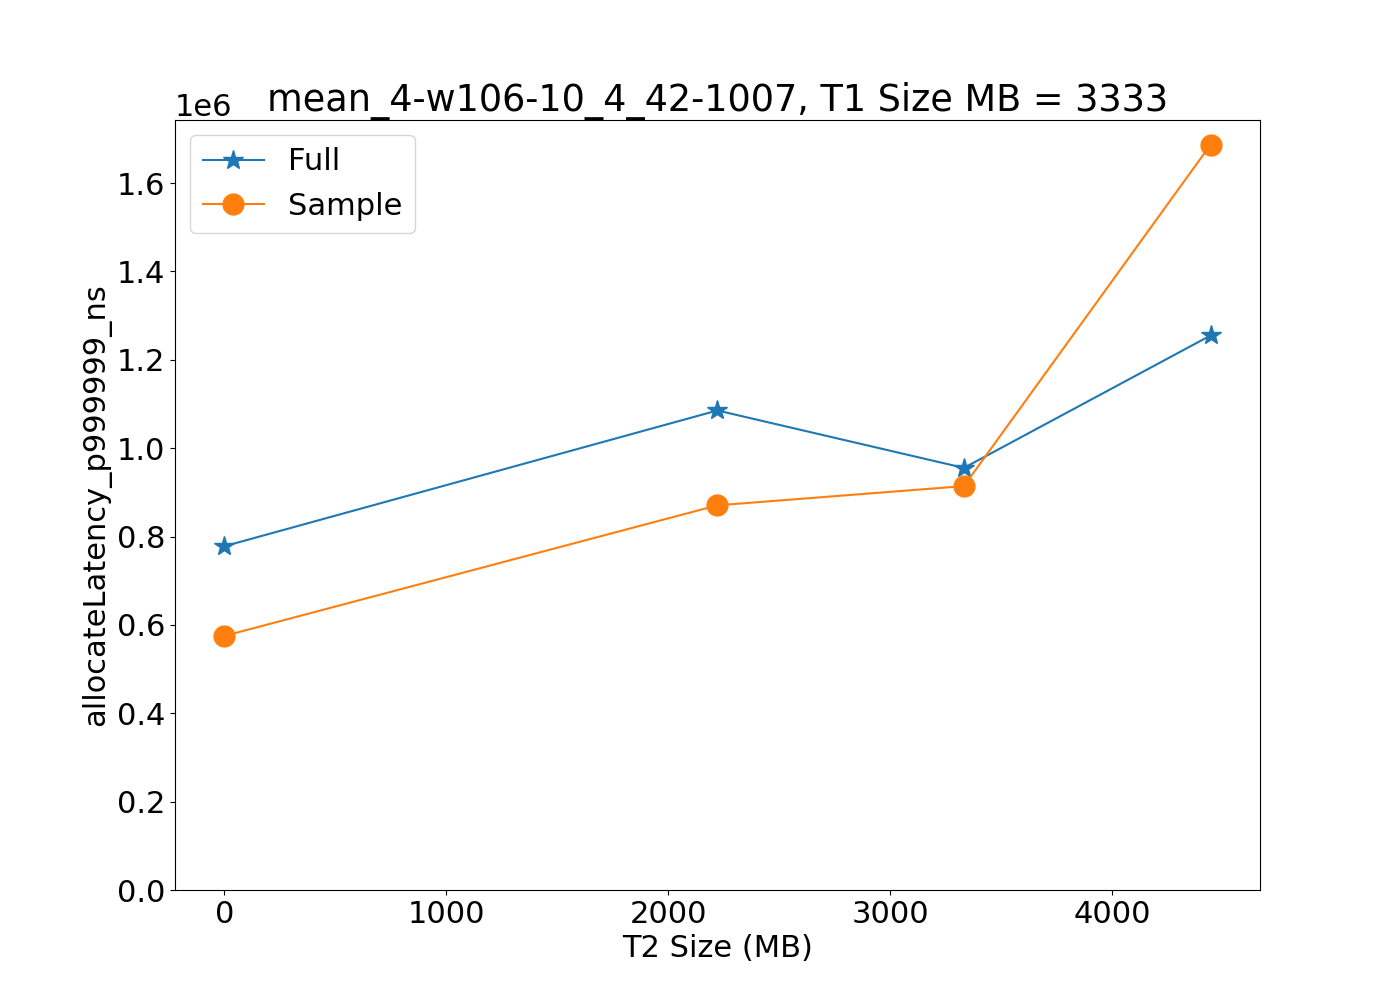 mean_4-w106-10_4_42-1007, T1 Size MB = 3333
1e6
Full
Sample
1.6
1.4
1.2
1.0
0.8
0.6
0.4
0.2
0.0
allocateLatency_p999999_ns
0 1000 2000 3000 4000
T2 Size (MB)